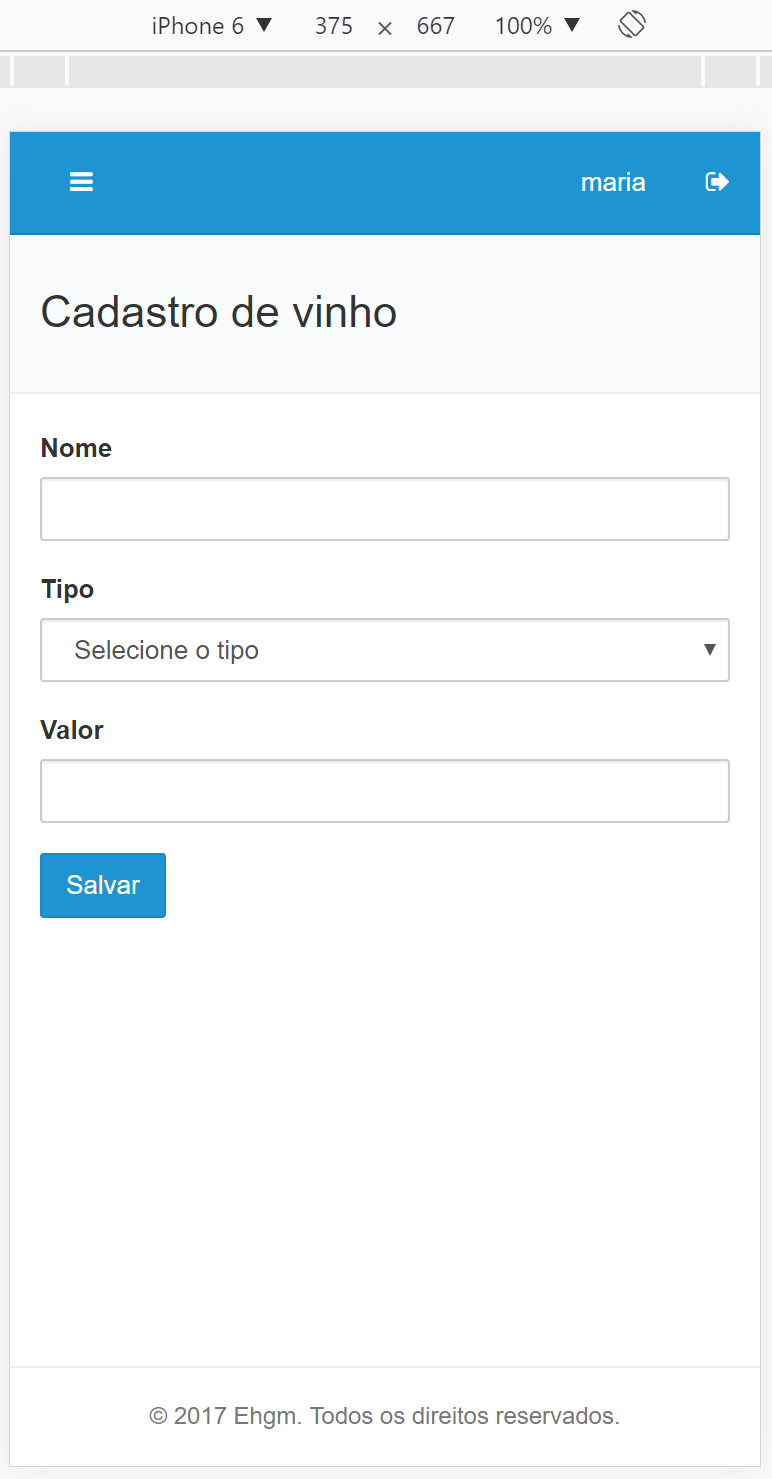 iPhone 6 ▼ 375 × 667 100% ▼
maria
Cadastro de vinho
Nome
Tipo
Selecione o tipo ▼
Valor
Salvar
© 2017 Ehgm. Todos os direitos reservados.